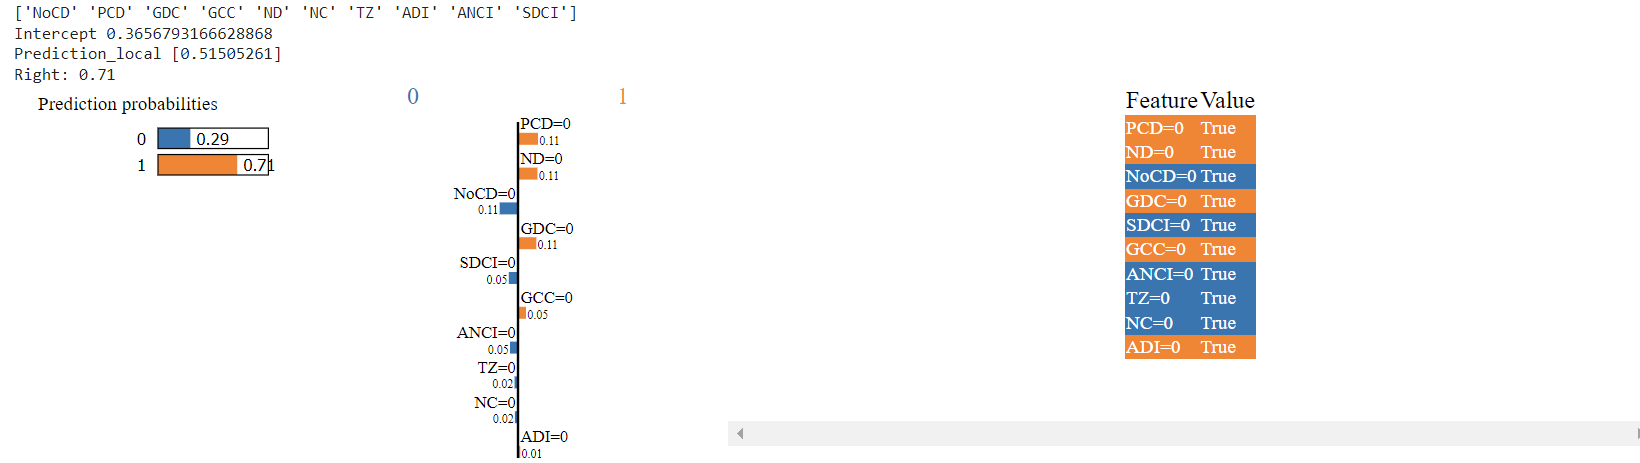 ['NoCD' 'PCD' 'GDC' 'GCC' 'ND' 'NC' 'TZ' 'ADI' 'ANCI' 'SDCI']
Intercept 0.3656793166628868
Prediction_local [0.51505261]
Right: 0.71
Prediction probabilities
0 0.29
1 0.71
0 1
PCD=0
0.11
ND=0
0.11
NoCD=0
0.11
GDC=0
0.11
SDCI=0
0.05
GCC=0
0.05
ANCI=0
0.05
TZ=0
0.02
NC=0
0.02
ADI=0
0.01
Feature Value
PCD=0 True
ND=0 True
NoCD=0 True
GDC=0 True
SDCI=0 True
GCC=0 True
ANCI=0 True
TZ=0 True
NC=0 True
ADI=0 True